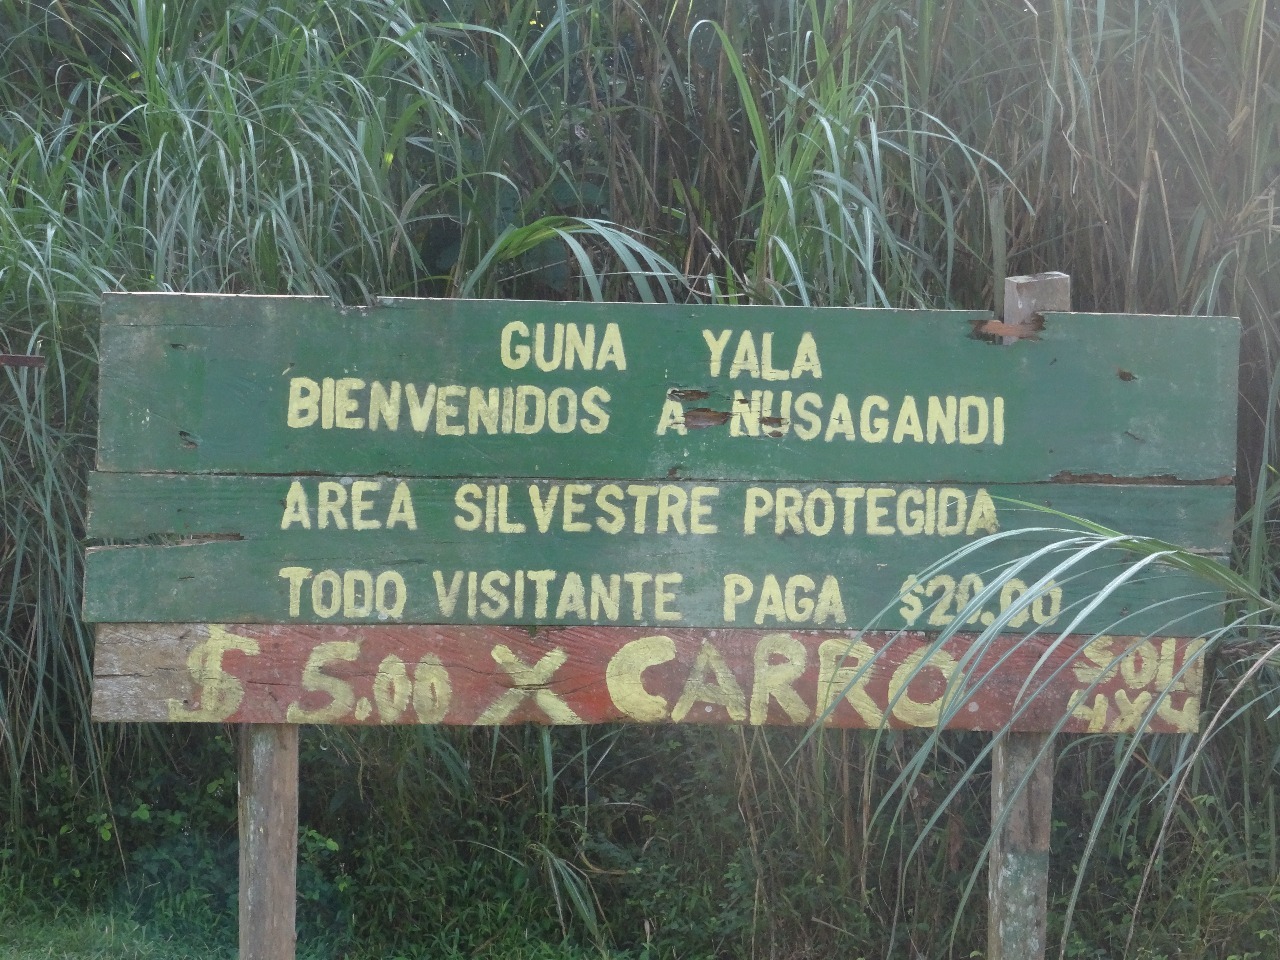 GUNA YALA
BIENVENIDOS A NUSAGANDI
AREA SILVESTRE PROTEGIDA
TODO VISITANTE PAGA $20.00
$ 5.00 X CARRO SOLO
4X4